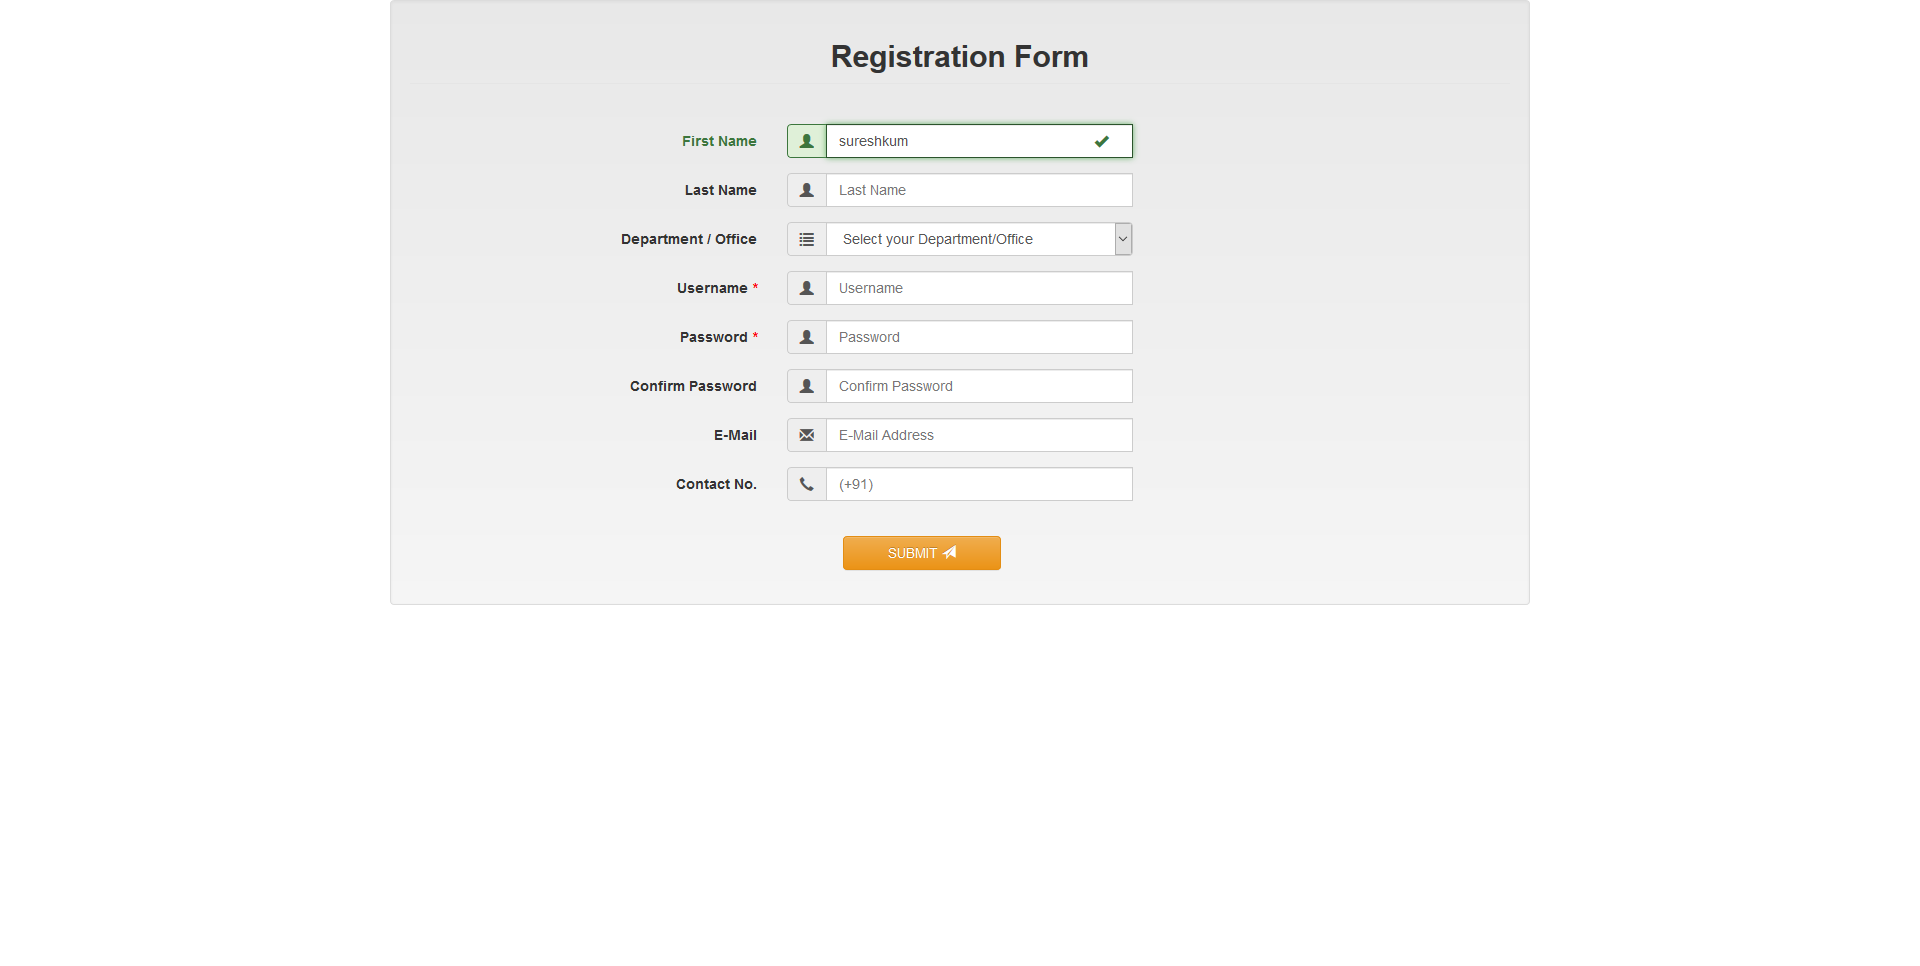 Registration Form
First Name sureshkum
Last Name Last Name
Department / Office Select your Department/Office
Username * Username
Password * Password
Confirm Password Confirm Password
E-Mail E-Mail Address
Contact No. (+91)
SUBMIT